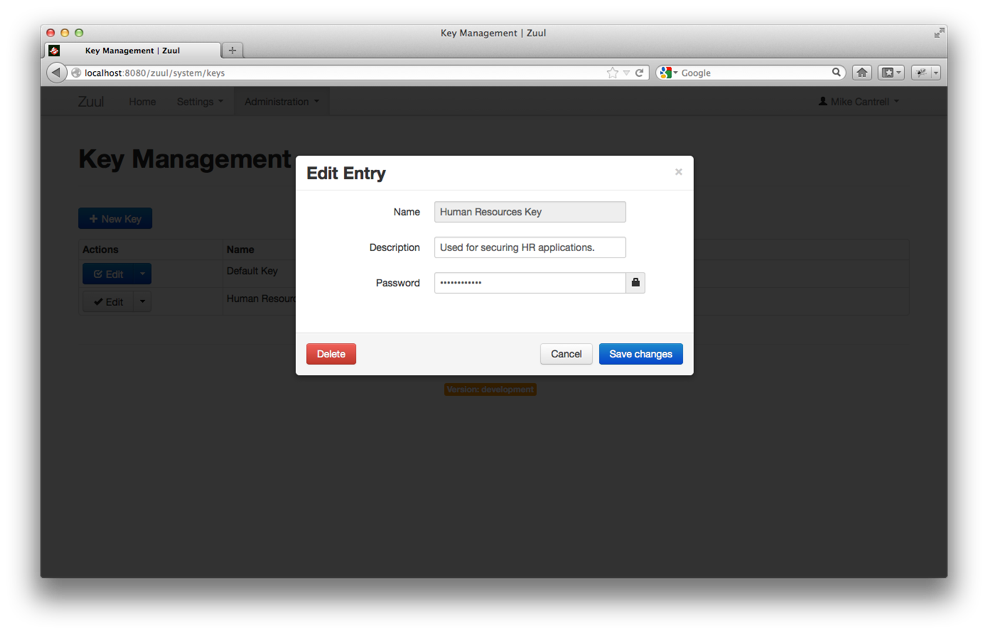 Key Management | Zuul
Key Management | Zuul
localhost:8080/zuul/system/keys
Google
Zuul Home Settings Administration Mike Cantrell
Key Management
New Key
Actions Name
Edit Default Key
Edit Human Resour
Edit Entry
×
Name Human Resources Key
Description Used for securing HR applications.
Password ••••••••••••
Delete Cancel Save changes
Version: development